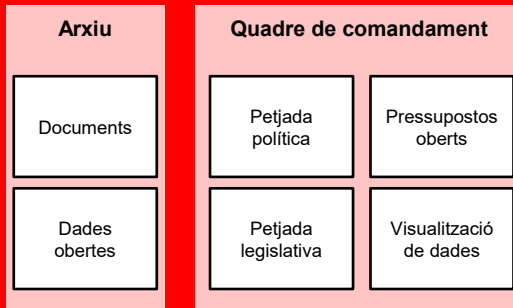 Arxiu
Documents
Dades
obertes
Quadre de comandament
Petjada
política
Pressupostos
oberts
Petjada
legislativa
Visualització
de dades